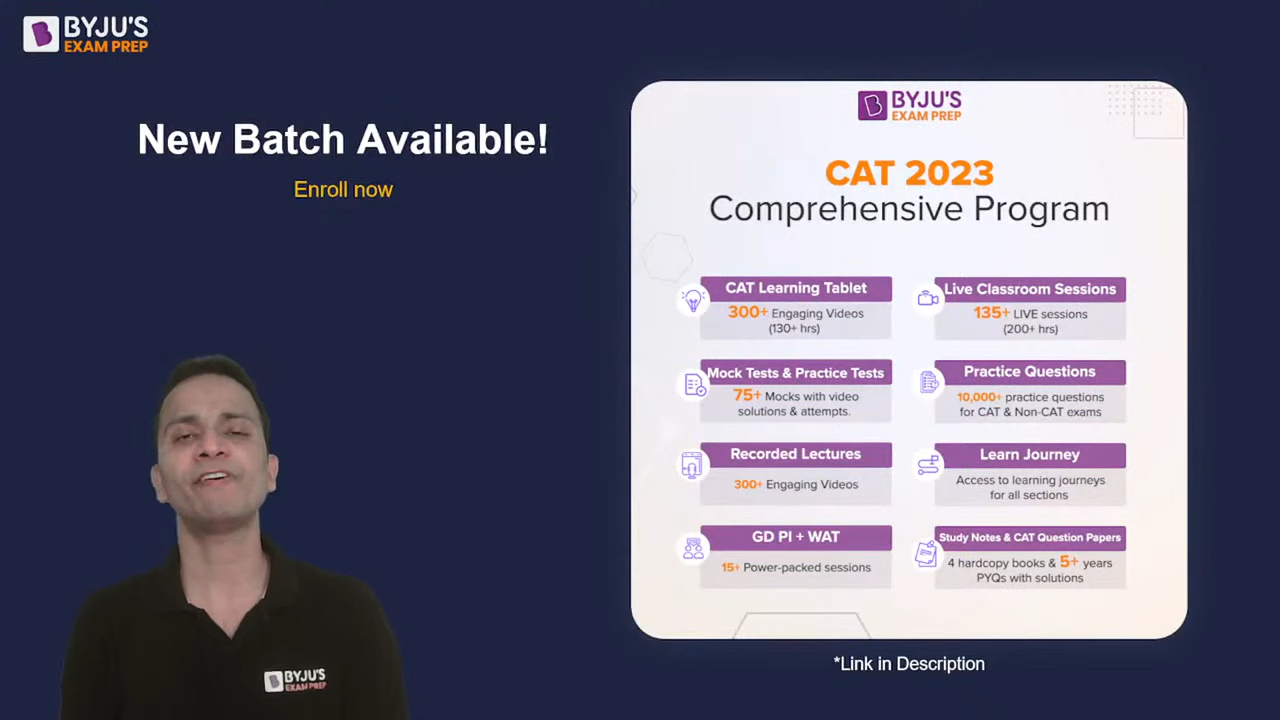 BYJU'S
EXAM PREP
New Batch Available!
Enroll now
BYJU'S
EXAM PREP
CAT 2023
Comprehensive Program
CAT Learning Tablet
300+ Engaging Videos
(130+ hrs)
Live Classroom Sessions
135+ LIVE sessions
(200+ hrs)
Mock Tests & Practice Tests
75+ Mocks with video
solutions & attempts.
Practice Questions
10,000+ practice questions
for CAT & Non-CAT exams
Recorded Lectures
300+ Engaging Videos
Learn Journey
Access to learning journeys
for all sections
GD PI + WAT
15+ Power-packed sessions
Study Notes & CAT Question Papers
4 hardcopy books & 5+ years
PYQs with solutions
*Link in Description
BYJU'S
EXAM PREP